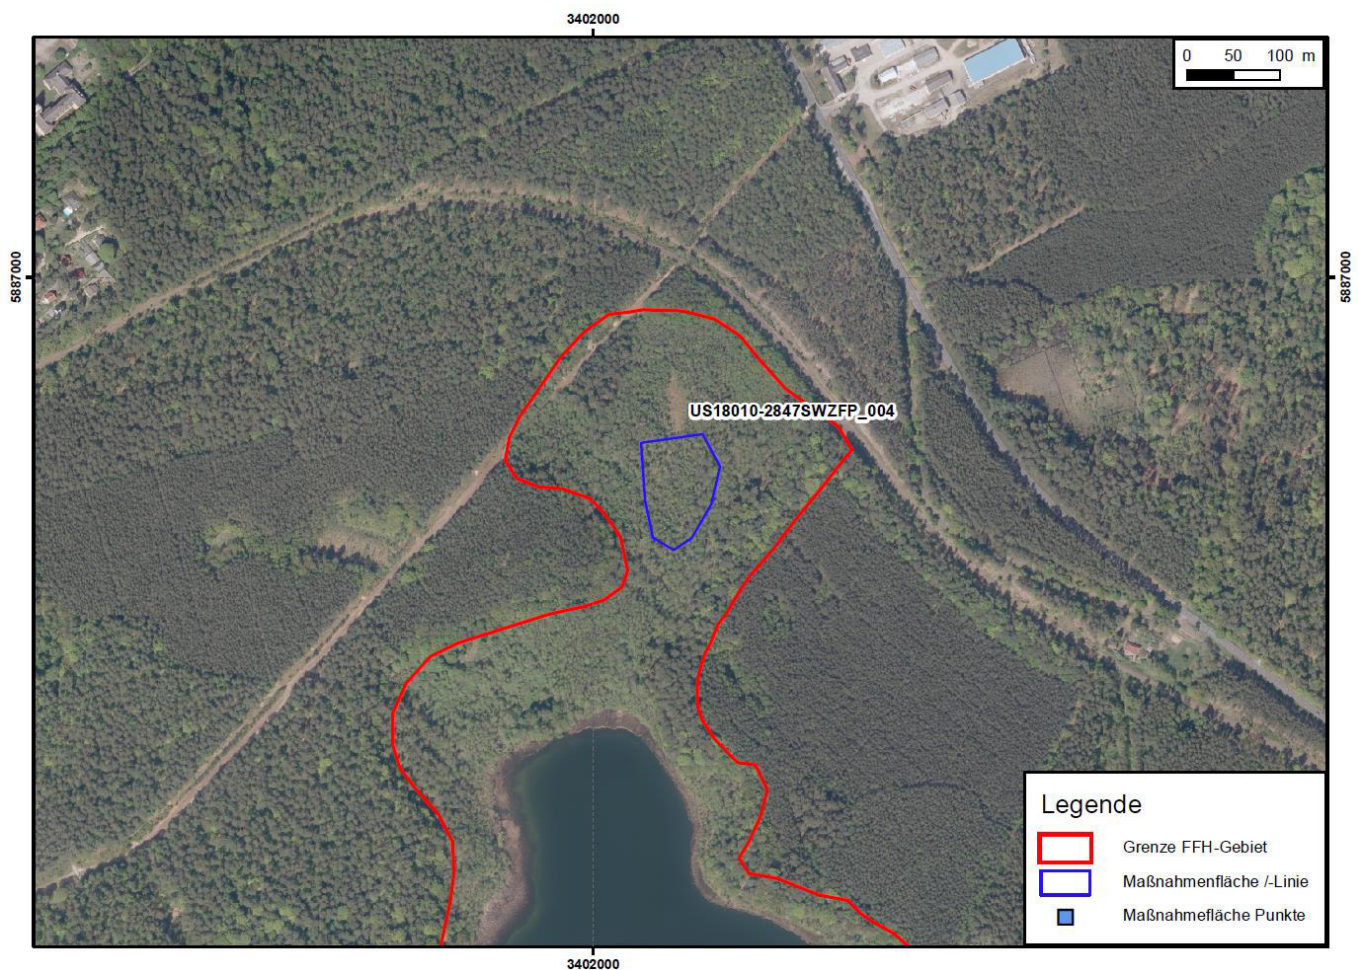 3402000
0 50 100 m
5887000
5887000
US18010-2847SWZFP_004
Legende
Grenze FFH-Gebiet
Maßnahmenfläche /-Linie
Maßnahmefläche Punkte
3402000